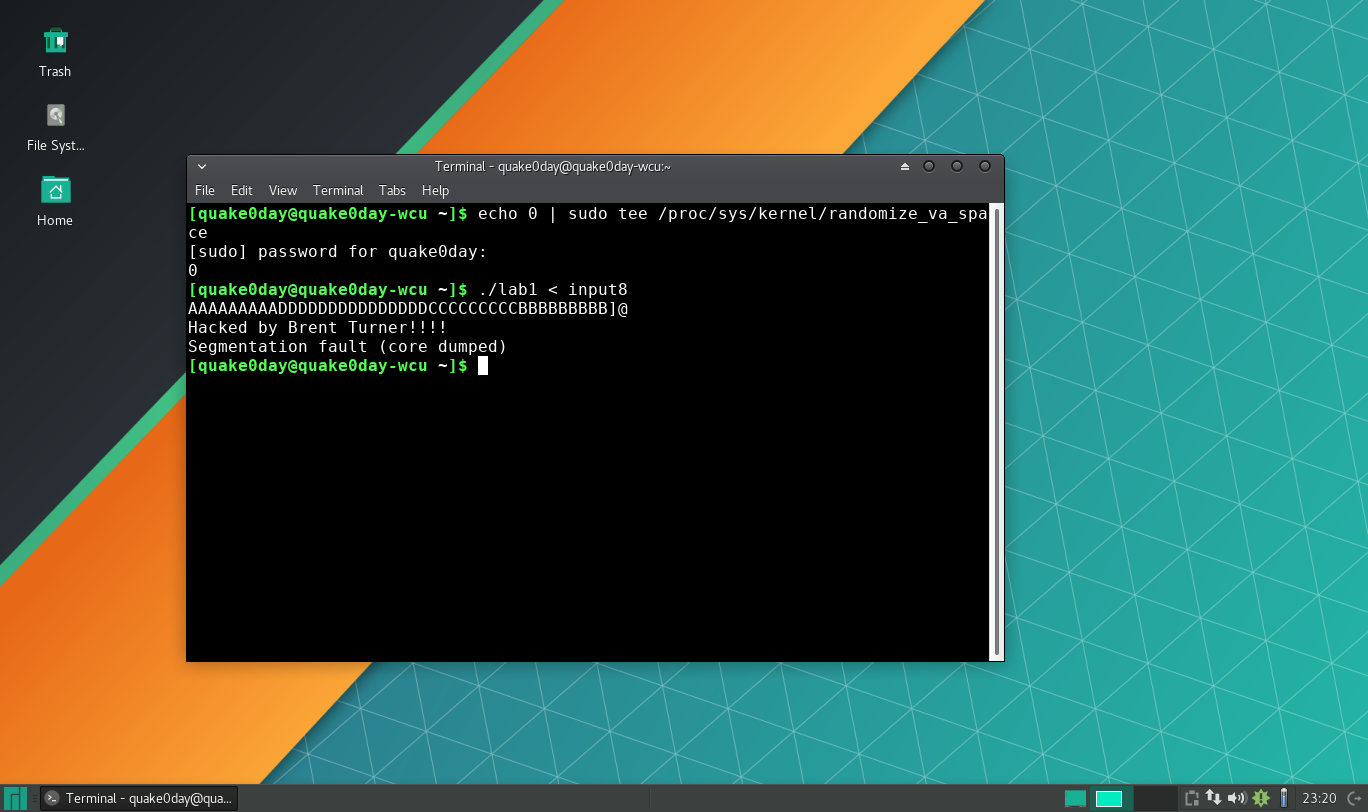 Trash
File Syst...
Home
Terminal - quake0day@quake0day-wcu:~
File Edit View Terminal Tabs Help
[quake0day@quake0day-wcu ~]$ echo 0 | sudo tee /proc/sys/kernel/randomize_va_spa
ce
[sudo] password for quake0day:
0
[quake0day@quake0day-wcu ~]$ ./lab1 < input8
AAAAAAAAADDDDDDDDDDDDDDDCCCCCCCCCBBBBBBBBB]@
Hacked by Brent Turner!!!!
Segmentation fault (core dumped)
[quake0day@quake0day-wcu ~]$
Terminal - quake0day@qua...
23:20